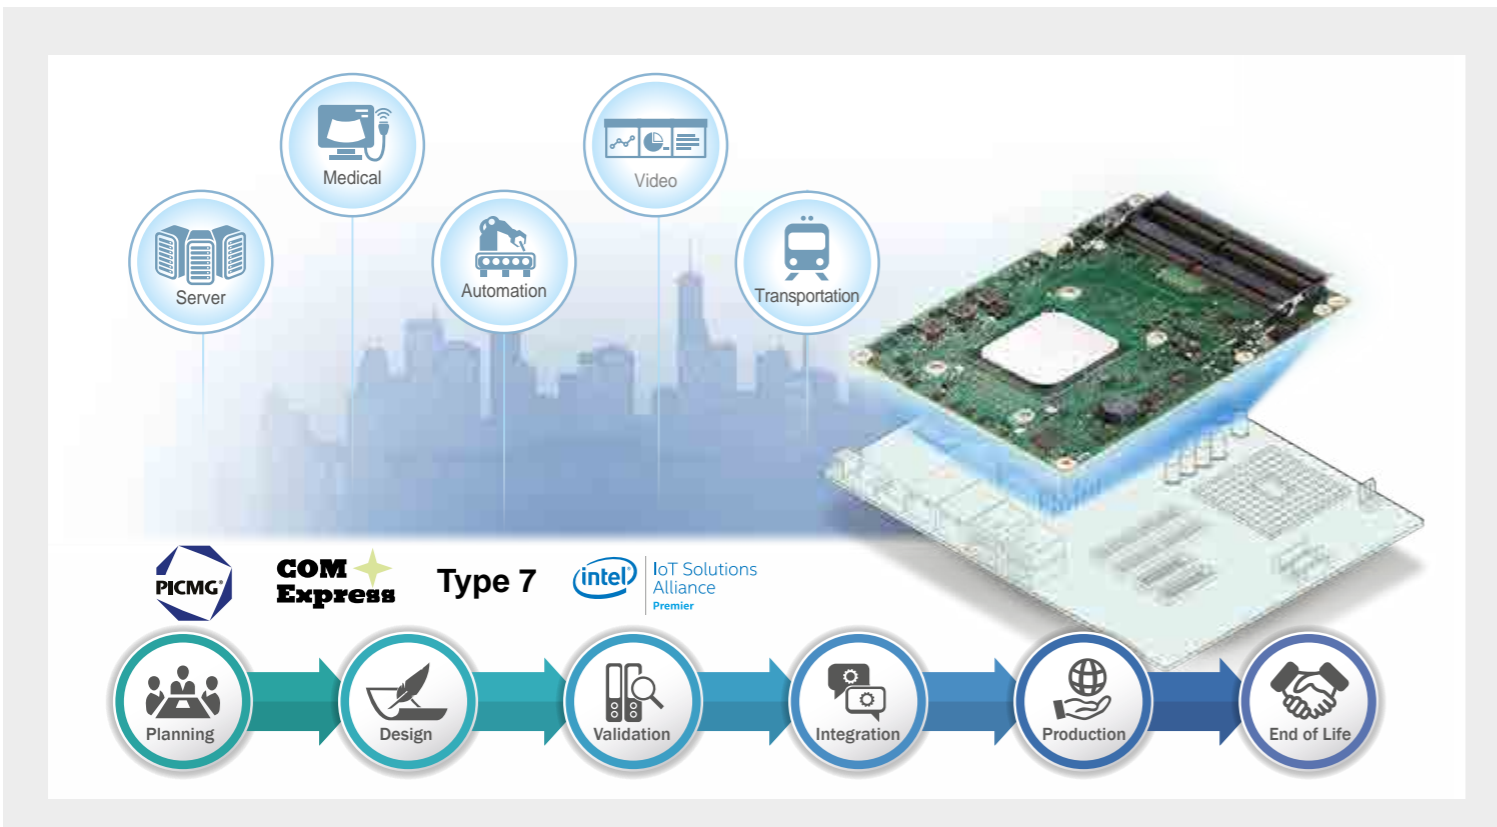 Medical
Video
Server
Automation
Transportation
PICMG®
COM
Express
Type 7
intel®
IoT Solutions
Alliance
Premier
Planning
Design
Validation
Integration
Production
End of Life